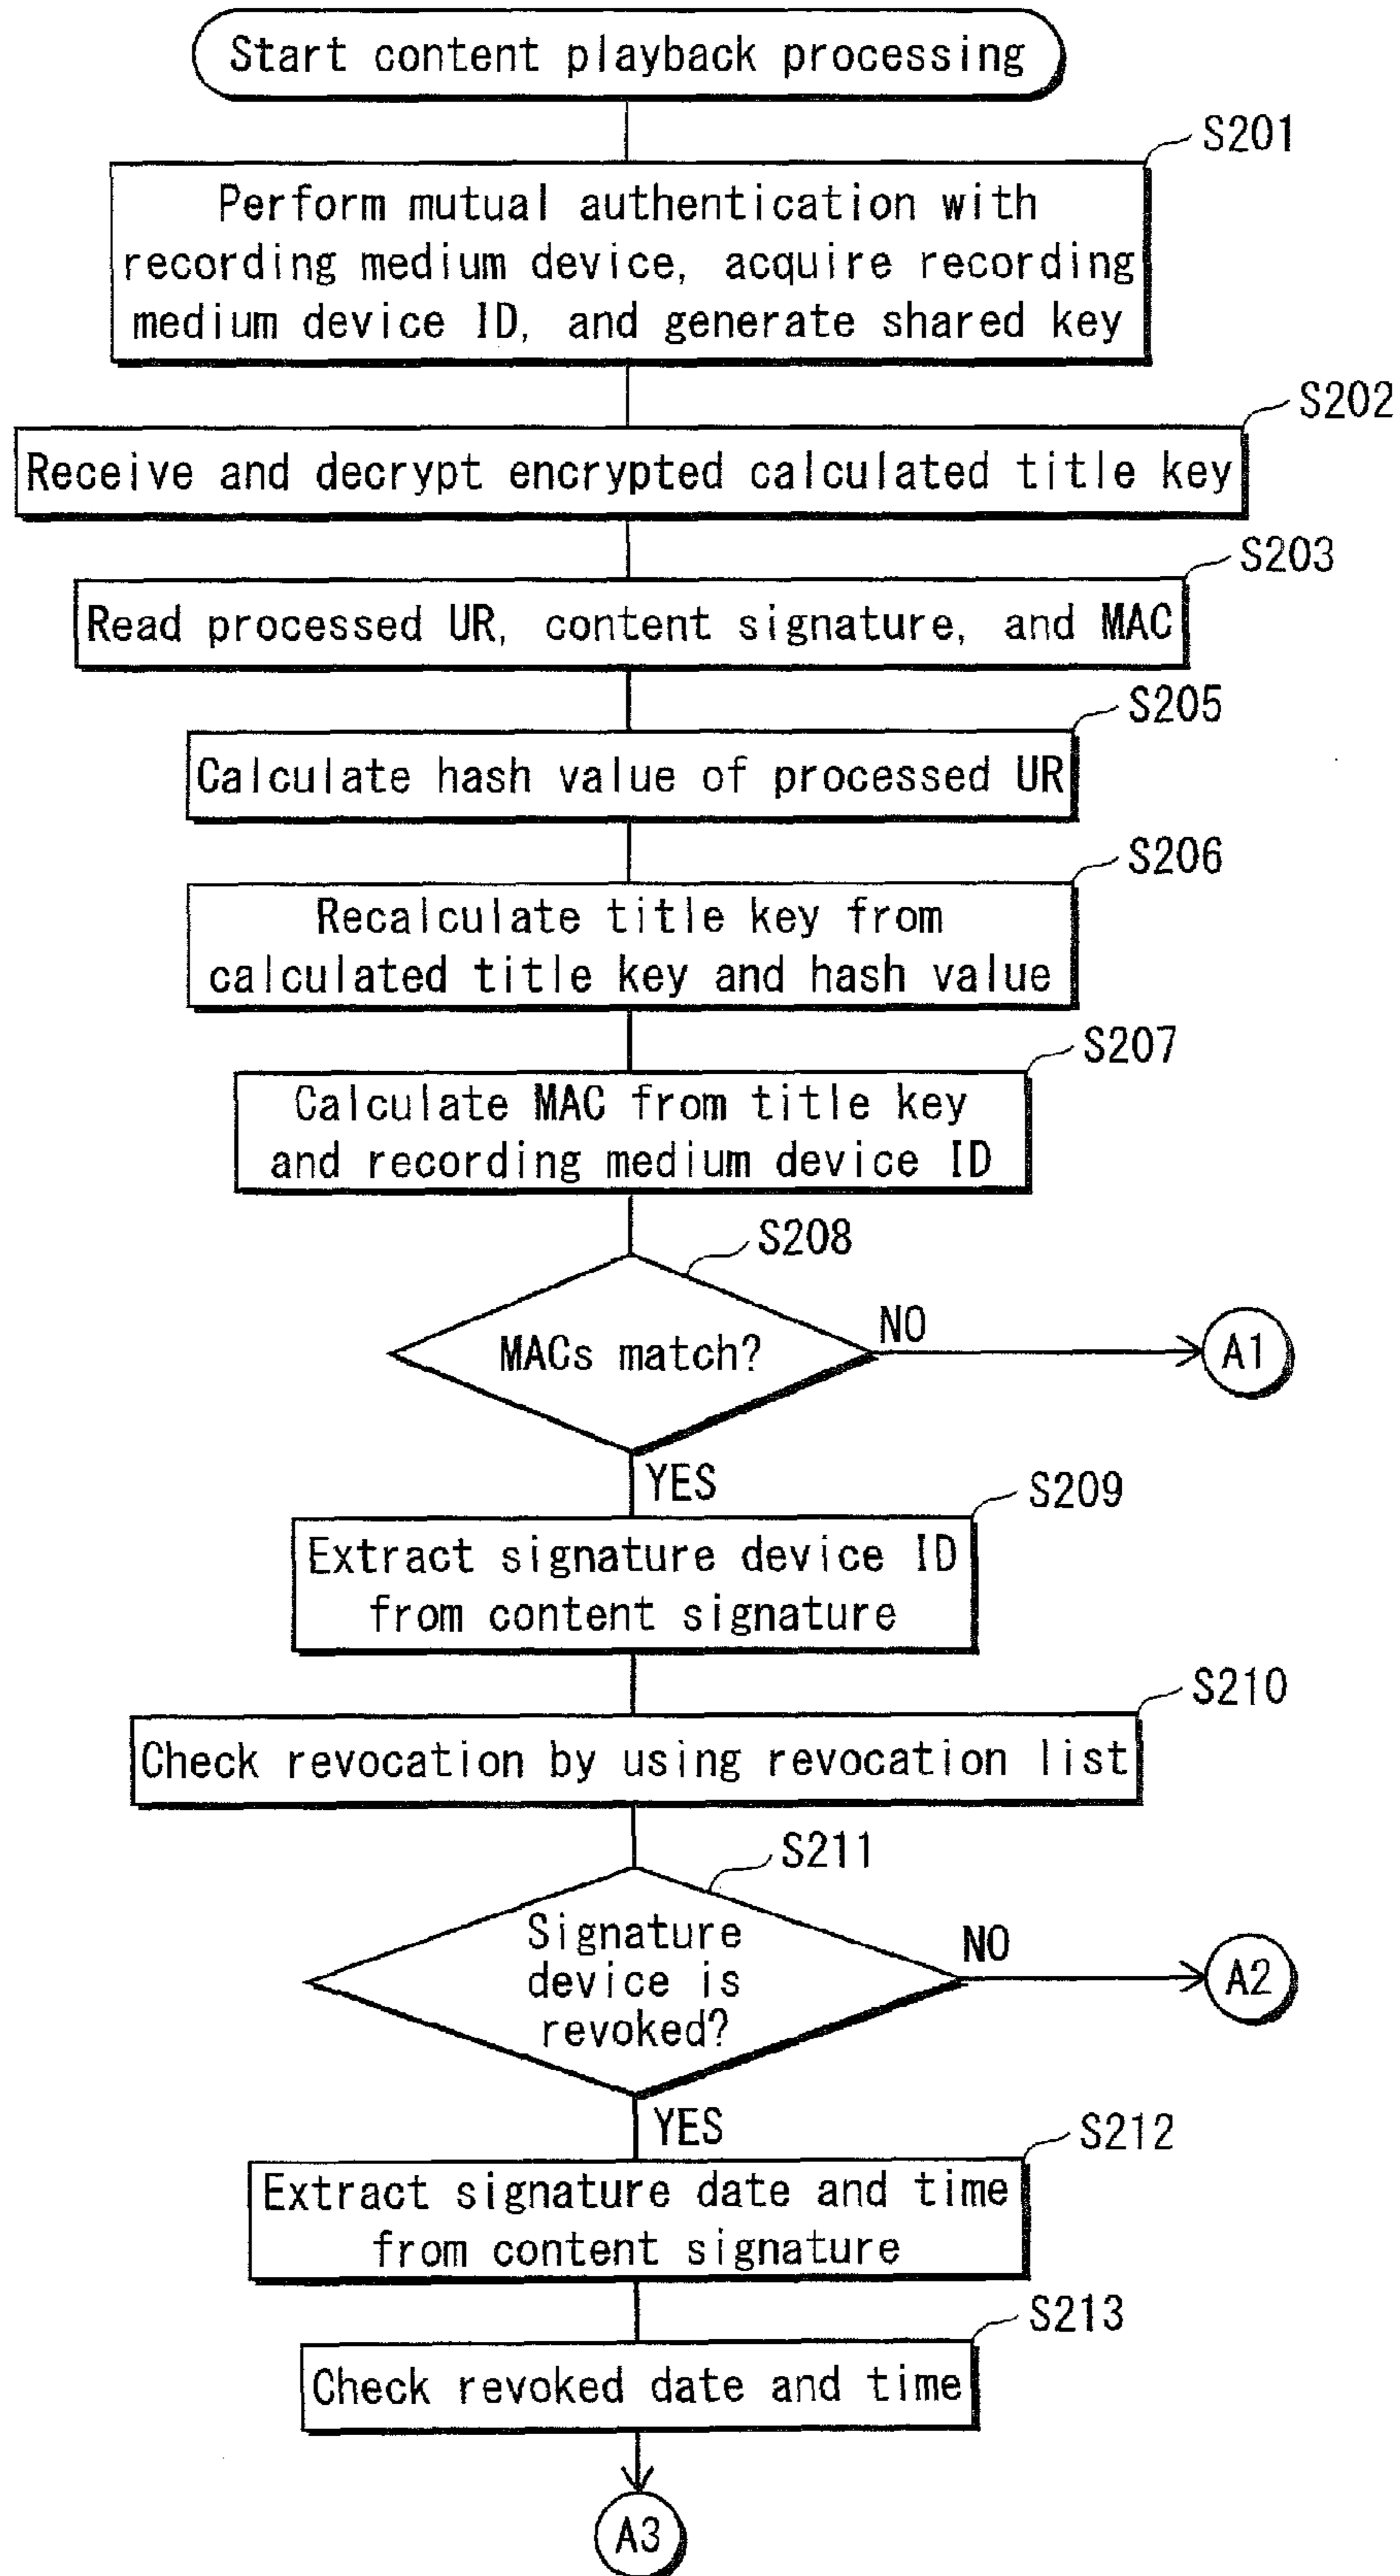 Start content playback processing
S201
Perform mutual authentication with
recording medium device, acquire recording
medium device ID, and generate shared key
S202
Receive and decrypt encrypted calculated title key
S203
Read processed UR, content signature, and MAC
S205
Calculate hash value of processed UR
S206
Recalculate title key from
calculated title key and hash value
S207
Calculate MAC from title key
and recording medium device ID
S208
MACs match?
NO
A1
YES
S209
Extract signature device ID
from content signature
S210
Check revocation by using revocation list
S211
Signature
device is
revoked?
NO
A2
YES
S212
Extract signature date and time
from content signature
S213
Check revoked date and time
A3